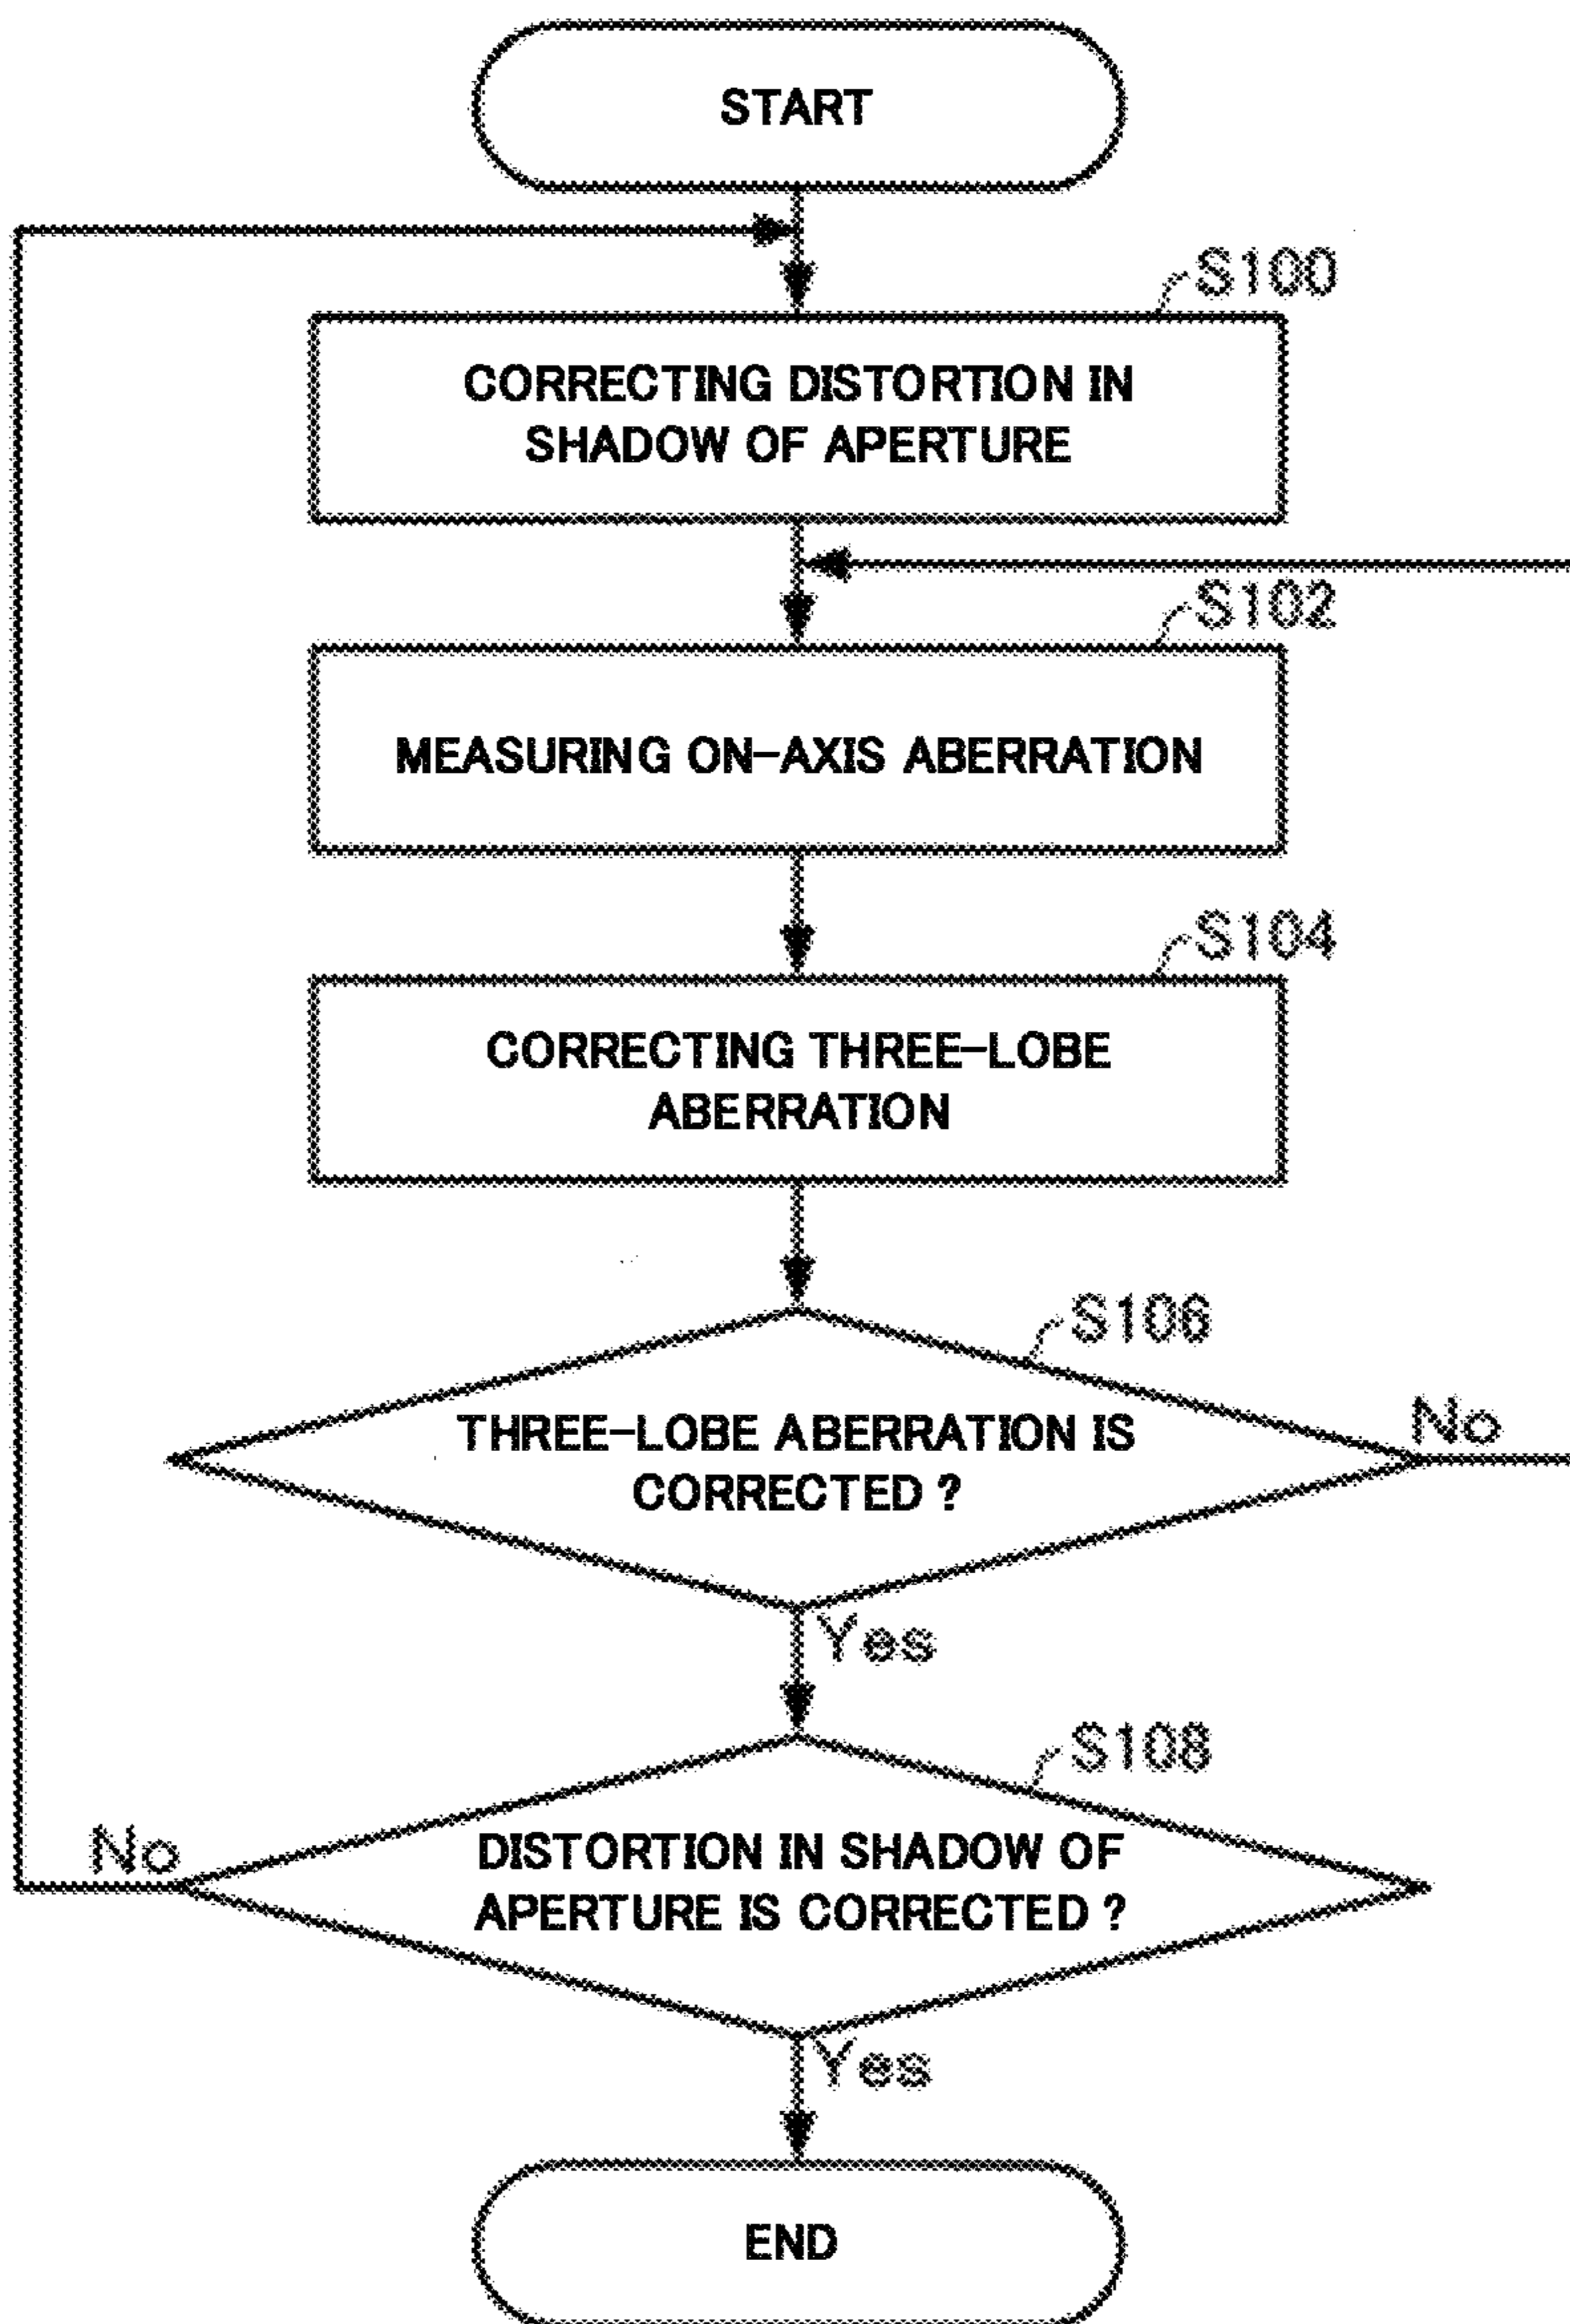 START
S100
CORRECTING DISTORTION IN
SHADOW OF APERTURE
S102
MEASURING ON-AXIS ABERRATION
S104
CORRECTING THREE-LOBE
ABERRATION
S106
THREE-LOBE ABERRATION IS
CORRECTED ?
No
Yes
S108
DISTORTION IN SHADOW OF
APERTURE IS CORRECTED ?
No
Yes
END